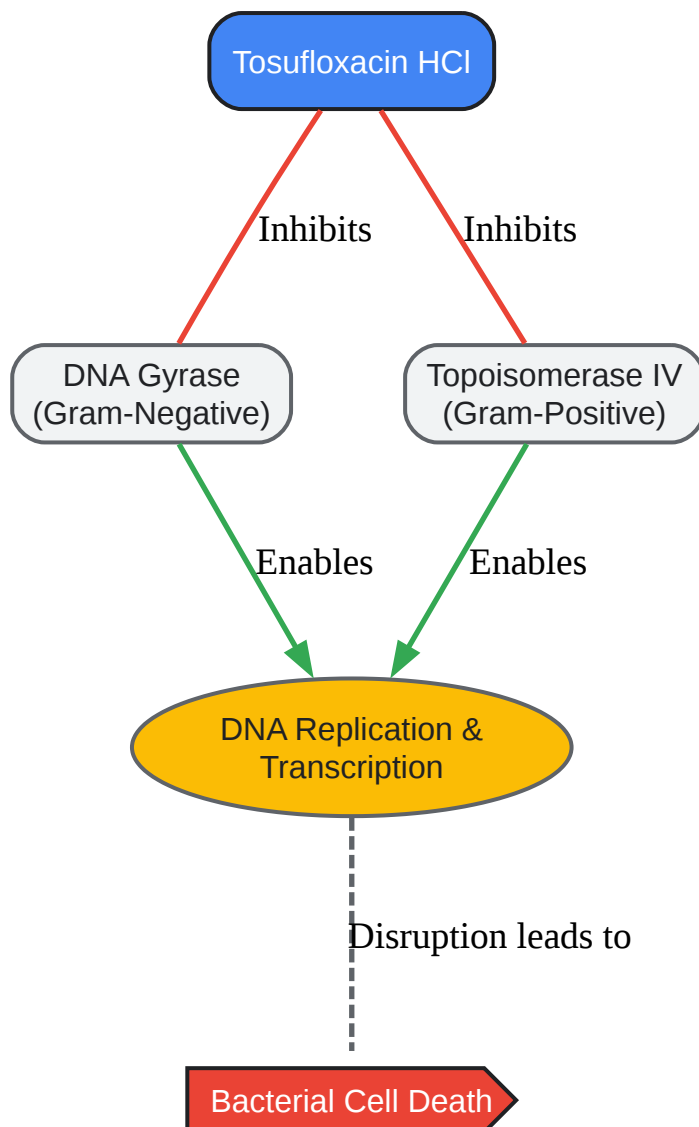 Tosufloxacin HCl
Inhibits
Inhibits
DNA Gyrase
(Gram-Negative)
Topoisomerase IV
(Gram-Positive)
Enables
Enables
DNA Replication &
Transcription
Disruption leads to
Bacterial Cell Death